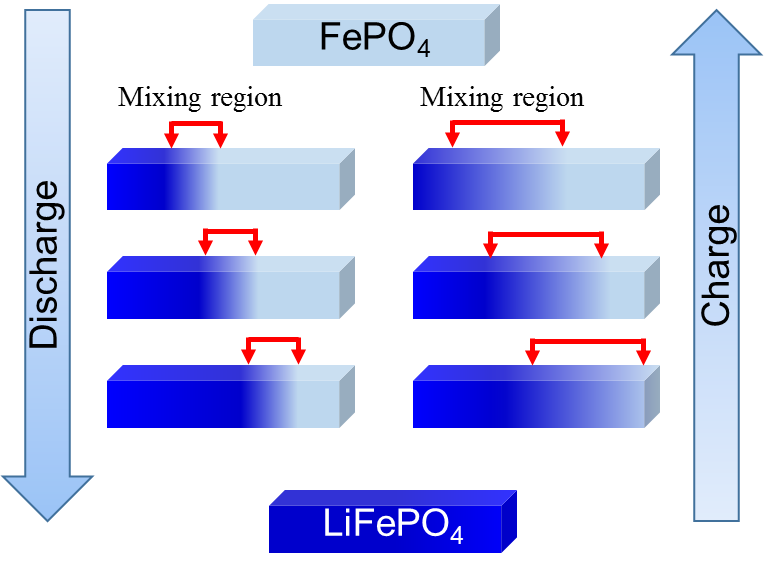 FePO₄
Mixing region
Mixing region
Discharge
Charge
LiFePO₄